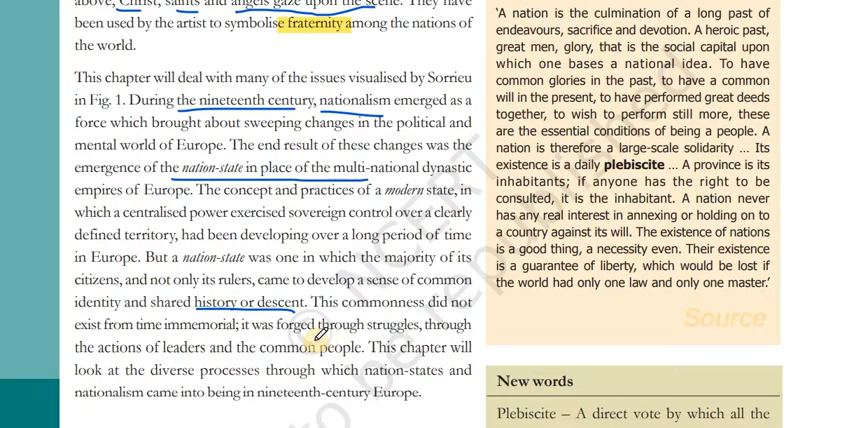 above, Christ, saints and angels gaze upon the scene. They have
been used by the artist to symbolise fraternity among the nations of
the world.
This chapter will deal with many of the issues visualised by Sorrieu
in Fig. 1. During the nineteenth century, nationalism emerged as a
force which brought about sweeping changes in the political and
mental world of Europe. The end result of these changes was the
emergence of the nation-state in place of the multi-national dynastic
empires of Europe. The concept and practices of a modern state, in
which a centralised power exercised sovereign control over a clearly
defined territory, had been developing over a long period of time
in Europe. But a nation-state was one in which the majority of its
citizens, and not only its rulers, came to develop a sense of common
identity and shared history or descent. This commonness did not
exist from time immemorial; it was forged through struggles, through
the actions of leaders and the common people. This chapter will
look at the diverse processes through which nation-states and
nationalism came into being in nineteenth-century Europe.
‘A nation is the culmination of a long past of
endeavours, sacrifice and devotion. A heroic past,
great men, glory, that is the social capital upon
which one bases a national idea. To have
common glories in the past, to have a common
will in the present, to have performed great deeds
together, to wish to perform still more, these
are the essential conditions of being a people. A
nation is therefore a large-scale solidarity … Its
existence is a daily plebiscite … A province is its
inhabitants; if anyone has the right to be
consulted, it is the inhabitant. A nation never
has any real interest in annexing or holding on to
a country against its will. The existence of nations
is a good thing, a necessity even. Their existence
is a guarantee of liberty, which would be lost if
the world had only one law and only one master.’
Source
New words
Plebiscite – A direct vote by which all the
© NCERT
to be republished